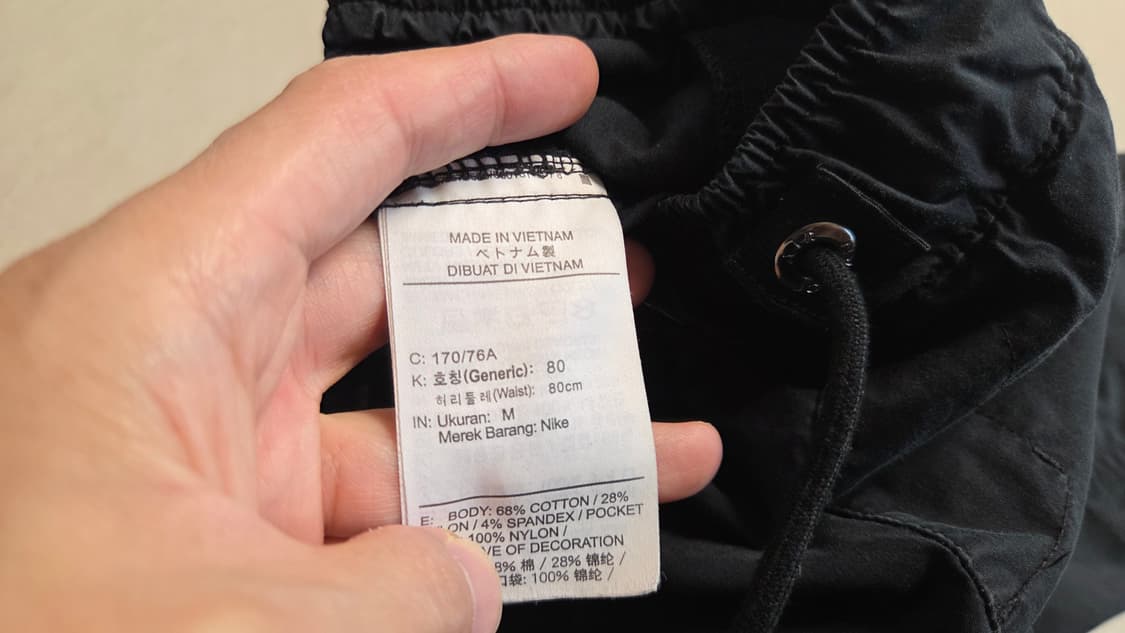 MADE IN VIETNAM
ベトナム製
DIBUAT DI VIETNAM
C: 170/76A
K: 호칭(Generic): 80
허리둘레(Waist): 80cm
IN: Ukuran: M
Merek Barang: Nike
E: BODY: 68% COTTON / 28%
ON / 4% SPANDEX / POCKET
100% NYLON /
VE OF DECORATION
8% 棉 / 28% 锦纶 /
口袋: 100% 锦纶 /